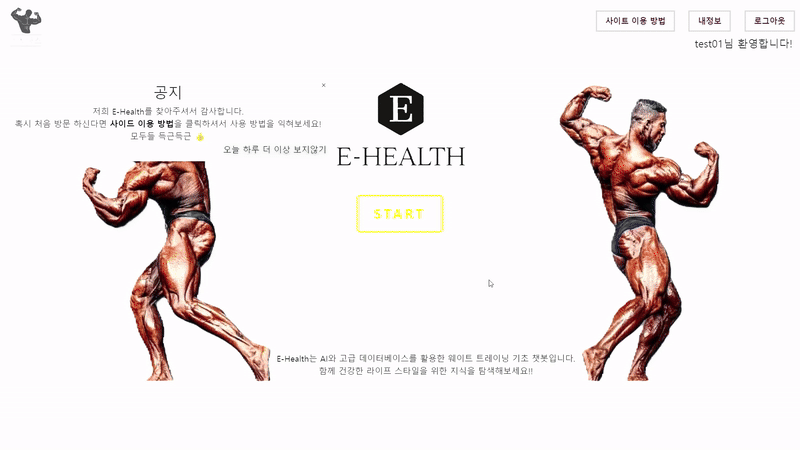 사이트 이용 방법
내정보
로그아웃
test01님 환영합니다!
×
공지
저희 E-Health를 찾아주셔서 감사합니다.
혹시 처음 방문 하신다면 사이트 이용 방법을 클릭하셔서 사용 방법을 익혀보세요!
모두들 득근득근 👍
오늘 하루 더 이상 보지않기
E
E-HEALTH
START
E-Health는 AI와 고급 데이터베이스를 활용한 웨이트 트레이닝 기초 챗봇입니다.
함께 건강한 라이프 스타일을 위한 지식을 탐색해보세요!!